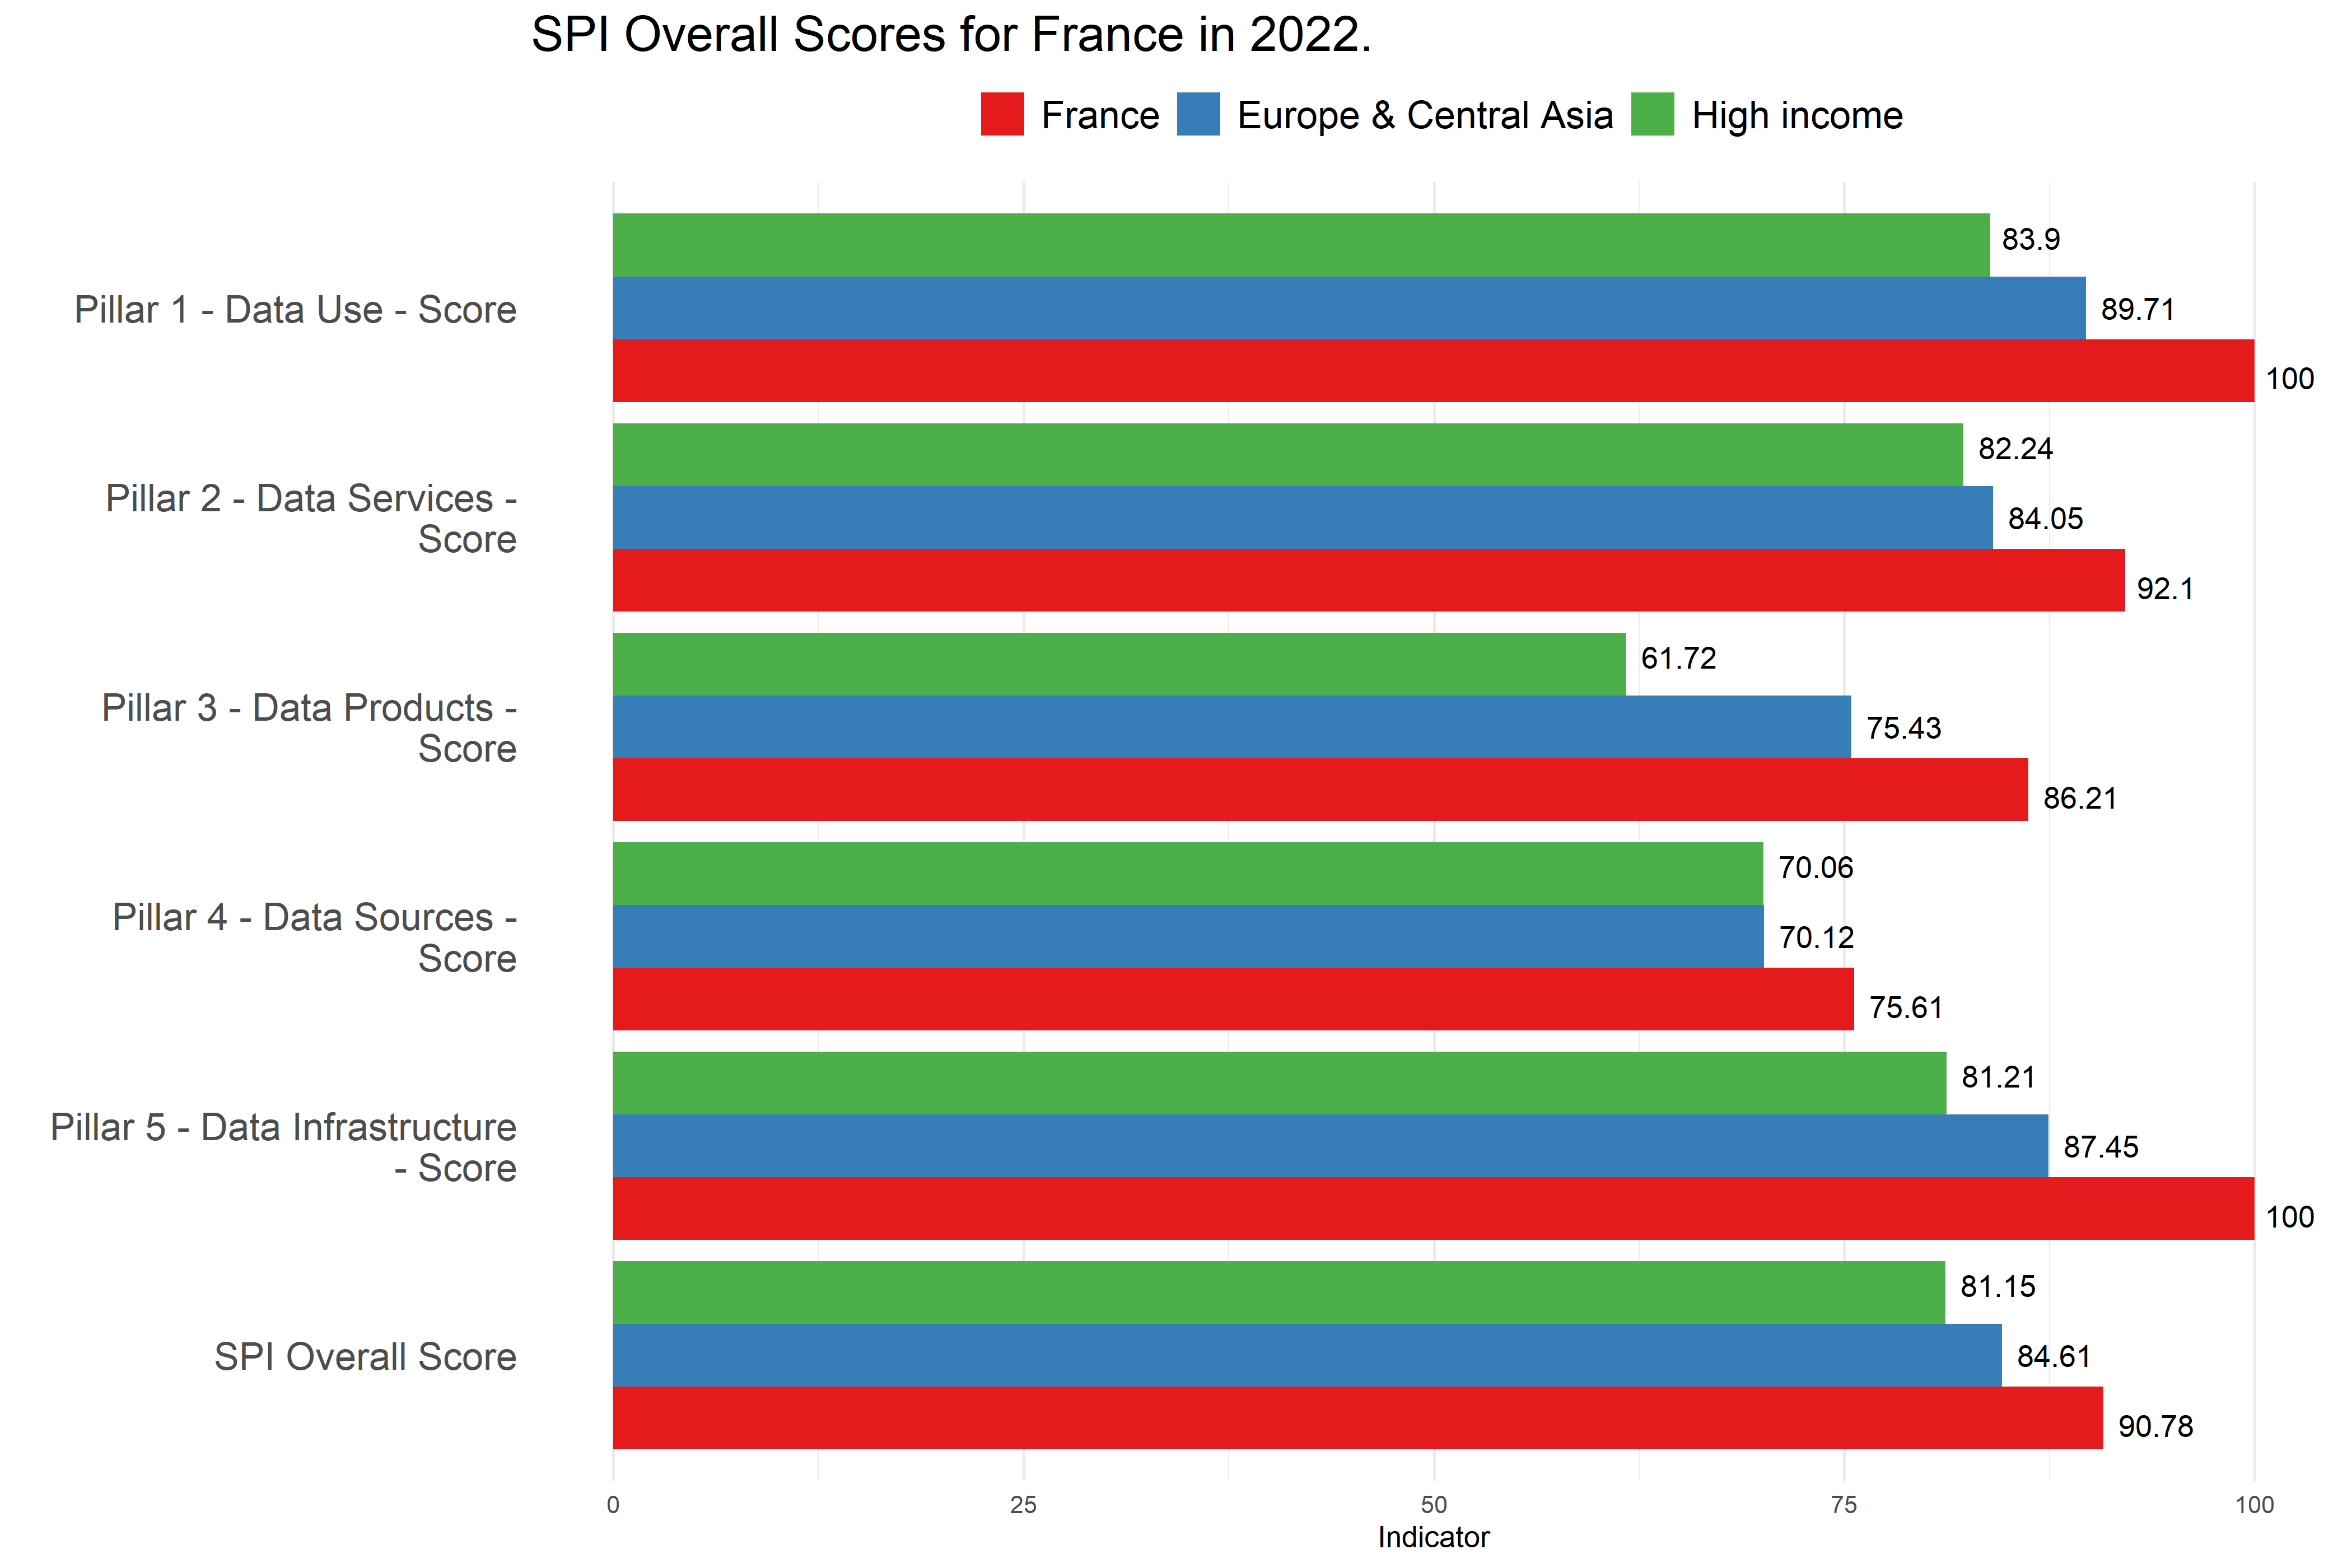 SPI Overall Scores for France in 2022.
France Europe & Central Asia High income
83.9
Pillar 1 - Data Use - Score
89.71
100
82.24
Pillar 2 - Data Services -
Score
84.05
92.1
61.72
Pillar 3 - Data Products -
Score
75.43
86.21
70.06
Pillar 4 - Data Sources -
Score
70.12
75.61
81.21
Pillar 5 - Data Infrastructure
- Score
87.45
100
81.15
SPI Overall Score
84.61
90.78
0 25 50 75 100
Indicator